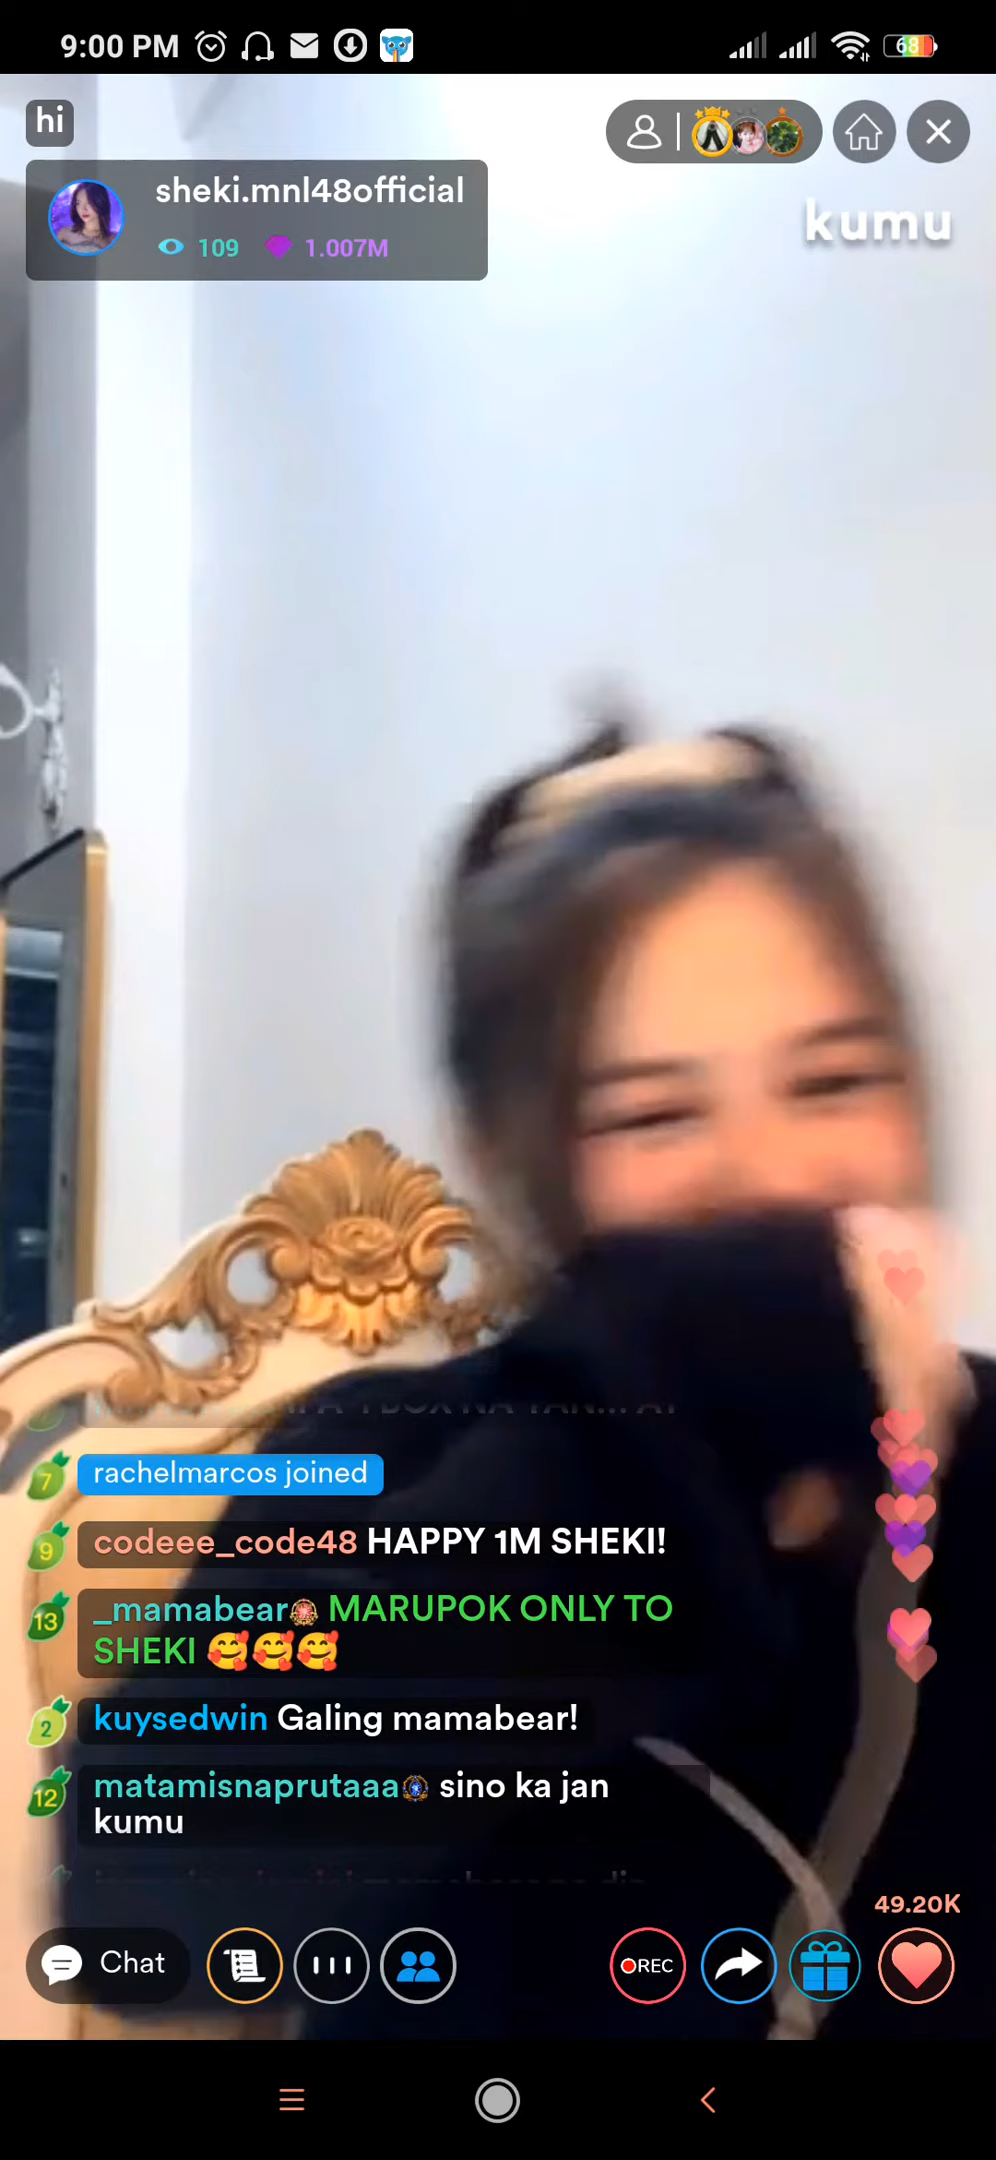 9:00 PM
68
hi
sheki.mnl48official
109 1.007M
kumu
7 rachelmarcos joined
9 codeee_code48 HAPPY 1M SHEKI!
13 _mamabear MARUPOK ONLY TO
SHEKI 🥰🥰🥰
2 kuysedwin Galing mamabear!
12 matamisnaprutaaa sino ka jan
kumu
49.20K
Chat
REC